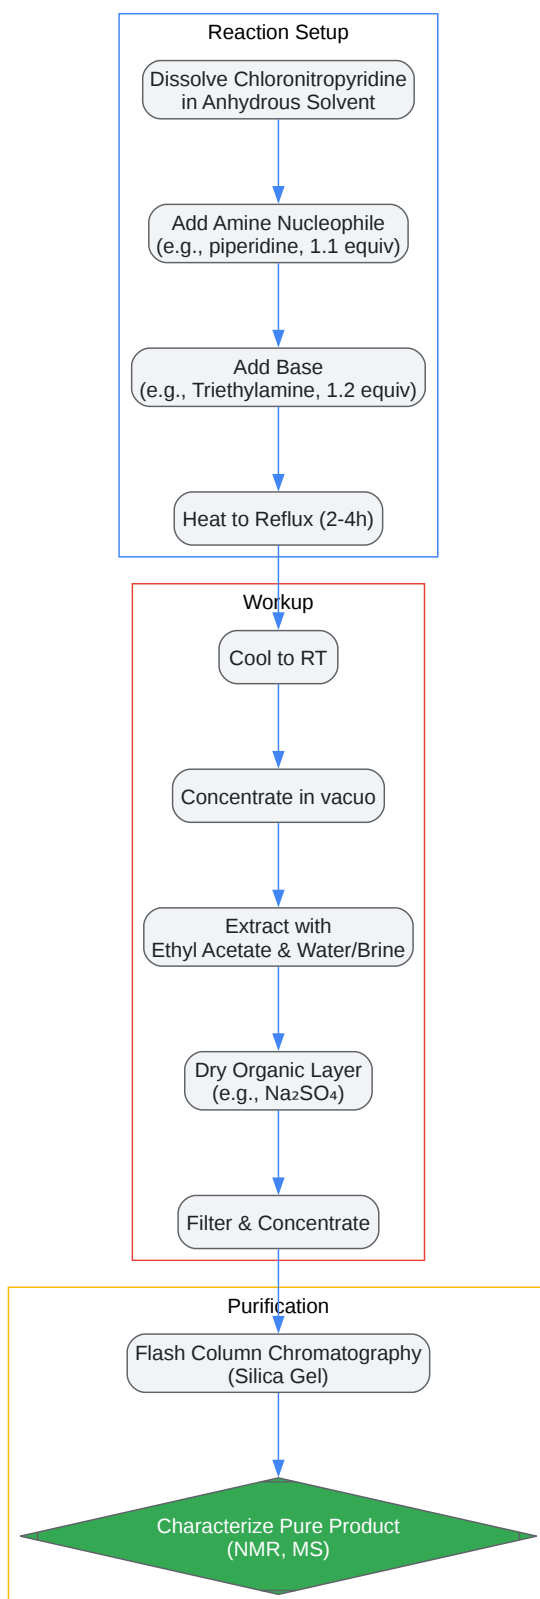 Reaction Setup
Dissolve Chloronitropyridine
in Anhydrous Solvent
Add Amine Nucleophile
(e.g., piperidine, 1.1 equiv)
Add Base
(e.g., Triethylamine, 1.2 equiv)
Heat to Reflux (2-4h)
Workup
Cool to RT
Concentrate in vacuo
Extract with
Ethyl Acetate & Water/Brine
Dry Organic Layer
(e.g., Na₂SO₄)
Filter & Concentrate
Purification
Flash Column Chromatography
(Silica Gel)
Characterize Pure Product
(NMR, MS)